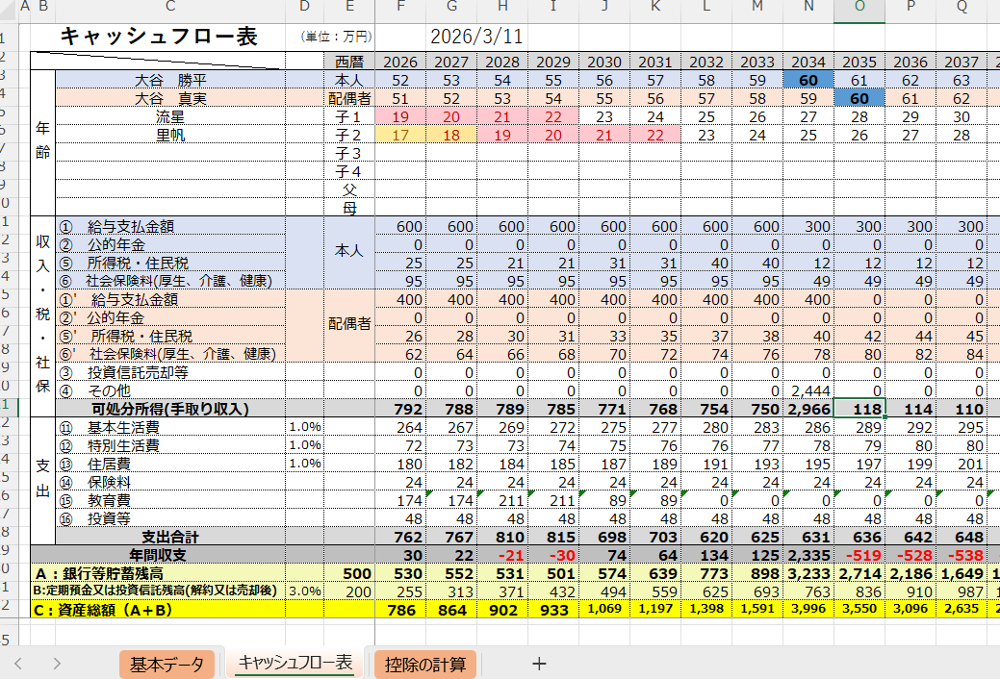 A B C D E F G H I J K L M N O P Q
1 キャッシュフロー表 (単位：万円) 2026/3/11
2 西暦 2026 2027 2028 2029 2030 2031 2032 2033 2034 2035 2036 2037
年齢
大谷　勝平 本人 52 53 54 55 56 57 58 59 60 61 62 63
大谷　真実 配偶者 51 52 53 54 55 56 57 58 59 60 61 62
流星 子１ 19 20 21 22 23 24 25 26 27 28 29 30
里帆 子２ 17 18 19 20 21 22 23 24 25 26 27 28
子３
子４
父
母
収入・税・社保
① 給与支払金額 本人 600 600 600 600 600 600 600 600 300 300 300 300
② 公的年金 0 0 0 0 0 0 0 0 0 0 0 0
⑤ 所得税・住民税 25 25 21 21 31 31 40 40 12 12 12 12
⑥ 社会保険料(厚生、介護、健康) 95 95 95 95 95 95 95 95 49 49 49 49
①' 給与支払金額 配偶者 400 400 400 400 400 400 400 400 400 0 0 0
②' 公的年金 0 0 0 0 0 0 0 0 0 0 0 0
⑤' 所得税・住民税 26 28 30 31 33 35 37 38 40 42 44 45
⑥' 社会保険料(厚生、介護、健康) 62 64 66 68 70 72 74 76 78 80 82 84
③ 投資信託売却等 0 0 0 0 0 0 0 0 0 0 0 0
④ その他 0 0 0 0 0 0 0 0 2,444 0 0 0
可処分所得(手取り収入) 792 788 789 785 771 768 754 750 2,966 118 114 110
支出
⑪ 基本生活費 1.0% 264 267 269 272 275 277 280 283 286 289 292 295
⑫ 特別生活費 1.0% 72 73 73 74 75 76 76 77 78 79 80 80
⑬ 住居費 1.0% 180 182 184 185 187 189 191 193 195 197 199 201
⑭ 保険料 24 24 24 24 24 24 24 24 24 24 24 24
⑮ 教育費 174 174 211 211 89 89 0 0 0 0 0 0
⑯ 投資等 48 48 48 48 48 48 48 48 48 48 48 48
支出合計 762 767 810 815 698 703 620 625 631 636 642 648
年間収支 30 22 -21 -30 74 64 134 125 2,335 -519 -528 -538
A：銀行等貯蓄残高 500 530 552 531 501 574 639 773 898 3,233 2,714 2,186 1,649
B:定期預金又は投資信託残高(解約又は売却後) 3.0% 200 255 313 371 432 494 559 625 693 763 836 910 987
C：資産総額（A＋B） 786 864 902 933 1,069 1,197 1,398 1,591 3,996 3,550 3,096 2,635
基本データ キャッシュフロー表 控除の計算